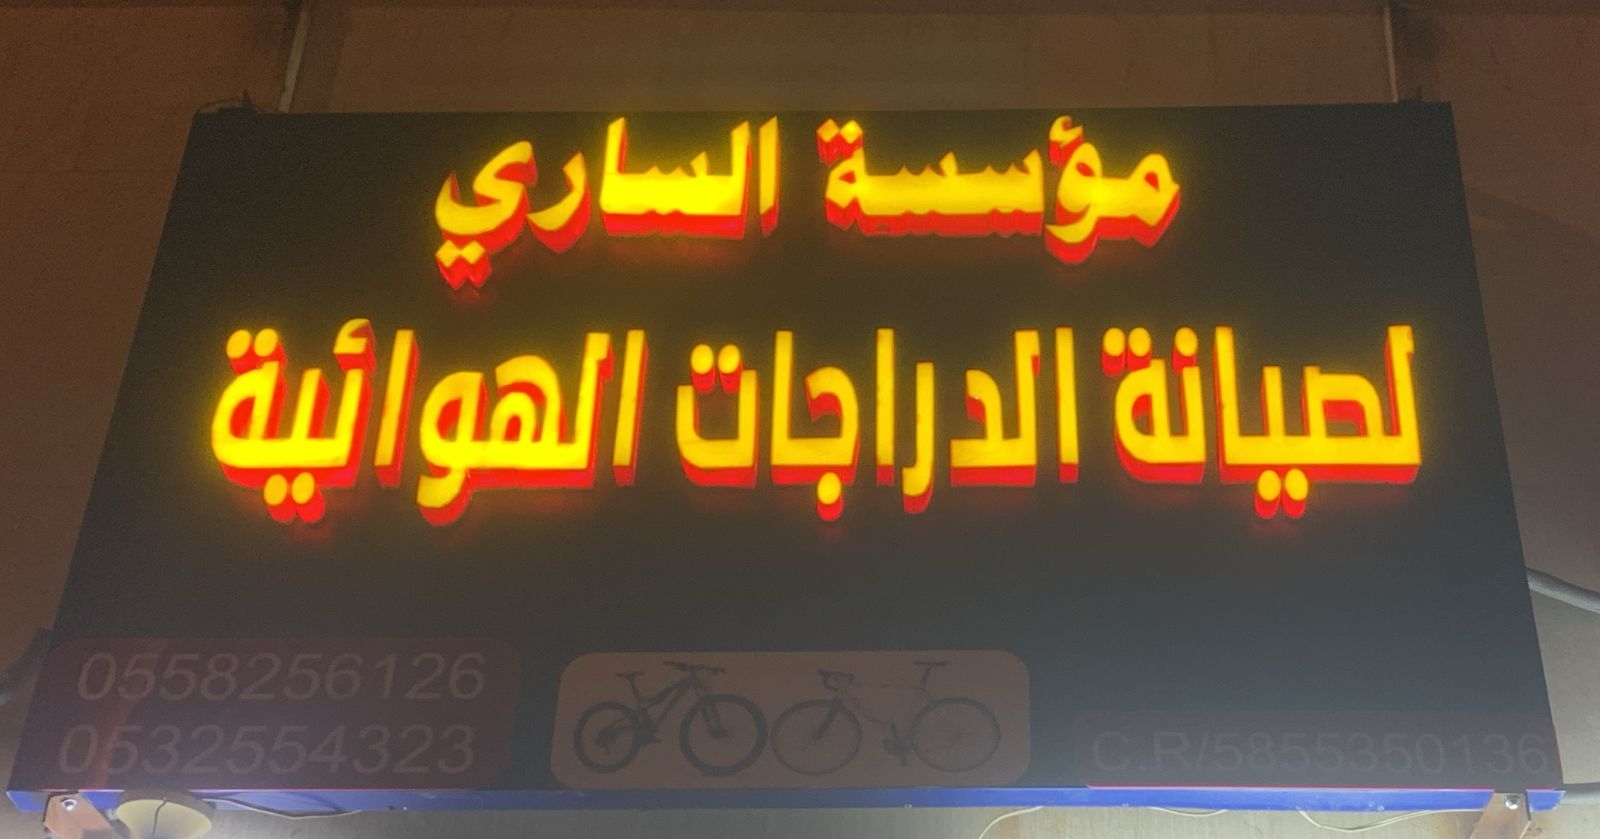 مؤسسة الساري
لصيانة الدراجات الهوائية
0558256126
0532554323
C.R/5855350136